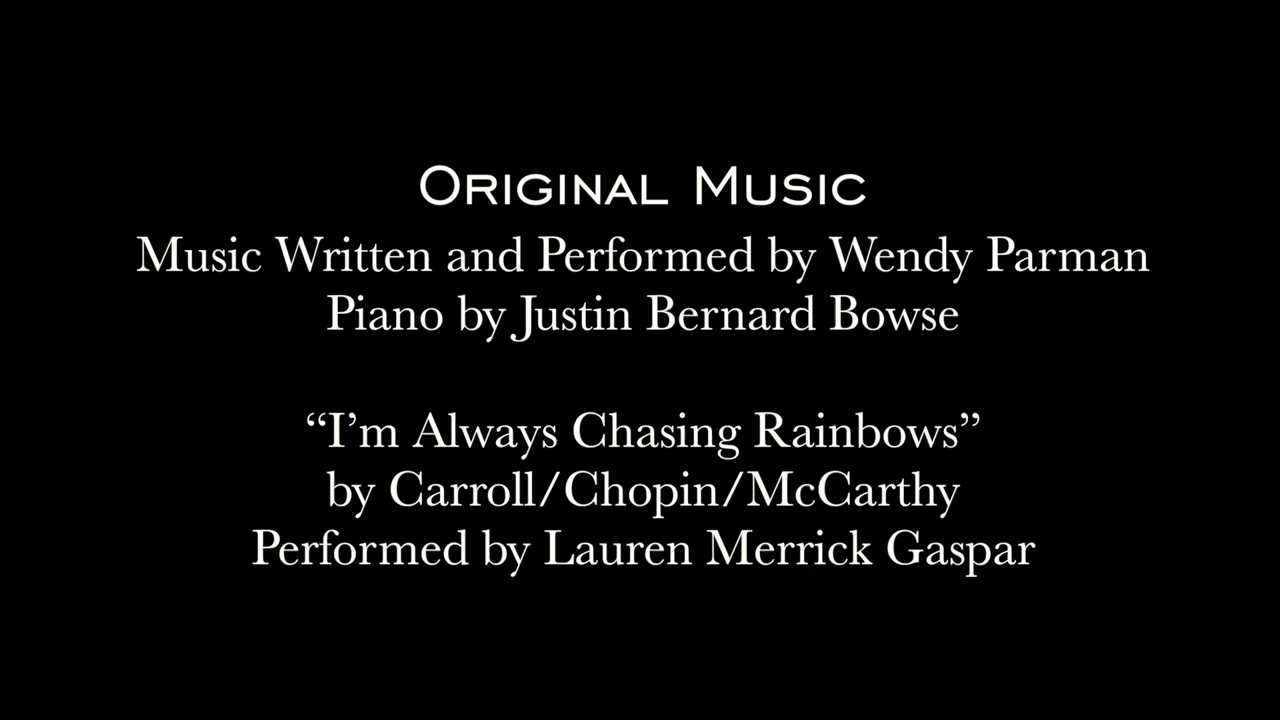 Original Music
Music Written and Performed by Wendy Parman
Piano by Justin Bernard Bowse
“I’m Always Chasing Rainbows”
by Carroll/Chopin/McCarthy
Performed by Lauren Merrick Gaspar